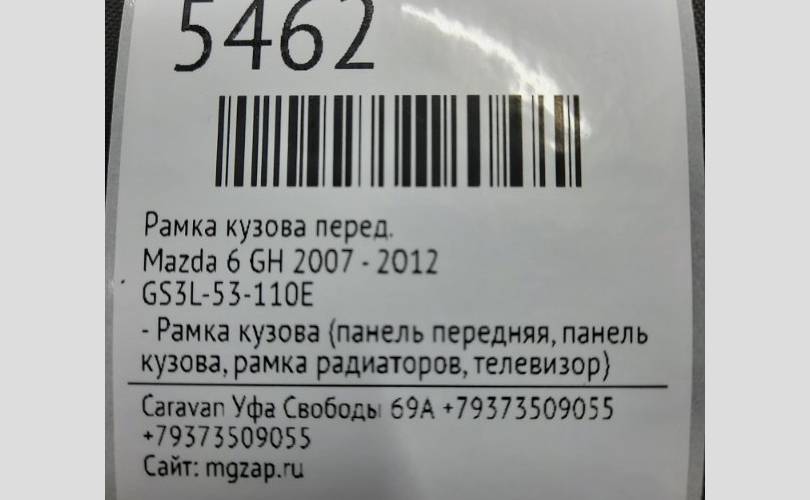 5462
Рамка кузова перед.
Mazda 6 GH 2007 - 2012
GS3L-53-110E
- Рамка кузова (панель передняя, панель
кузова, рамка радиаторов, телевизор)
Caravan Уфа Свободы 69А +79373509055
+79373509055
Сайт: mgzap.ru